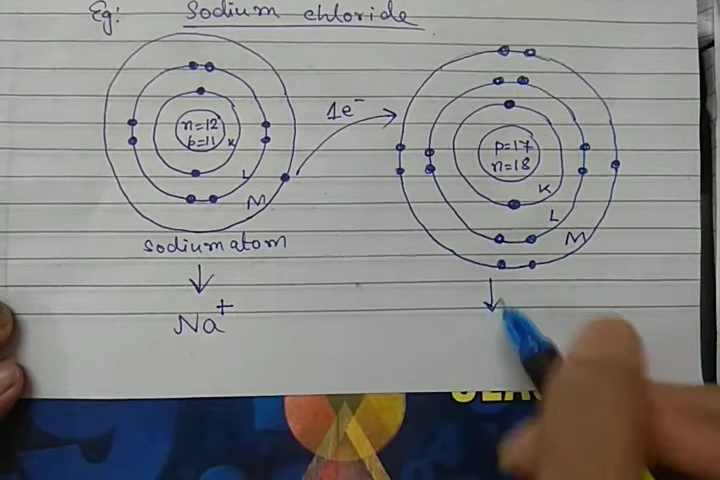 Eg: Sodium chloride
n=12
p=11
K
L
M
1e⁻
p=17
n=18
K
L
M
sodium atom
Na⁺